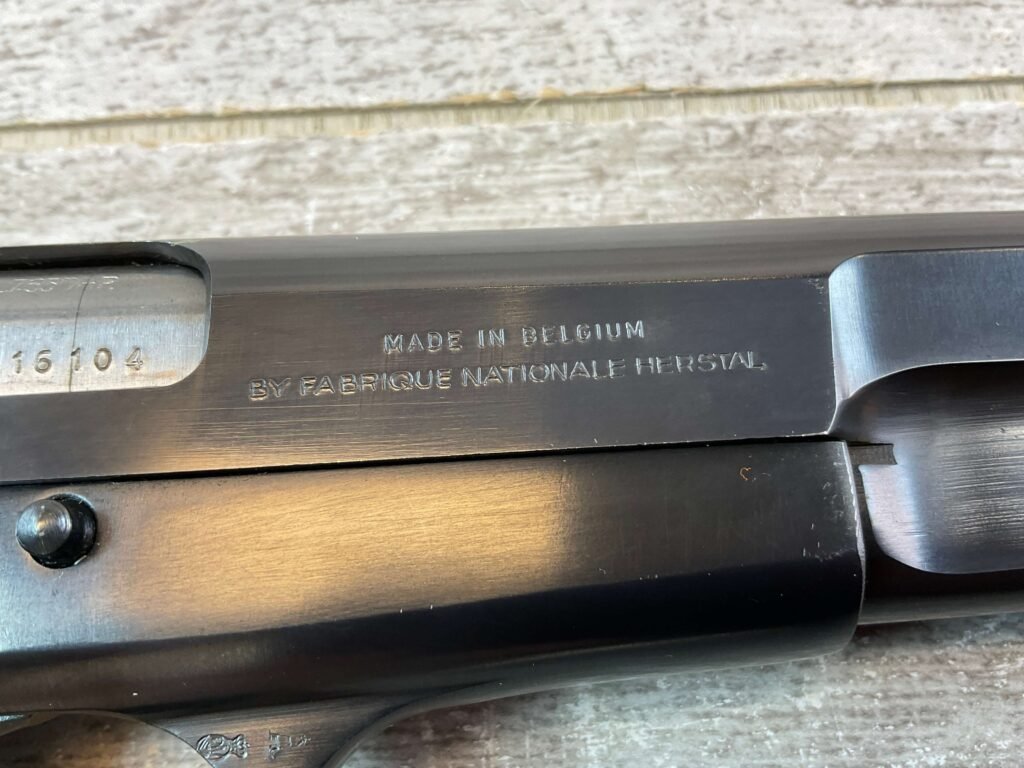 16104
MADE IN BELGIUM
BY FABRIQUE NATIONALE HERSTAL